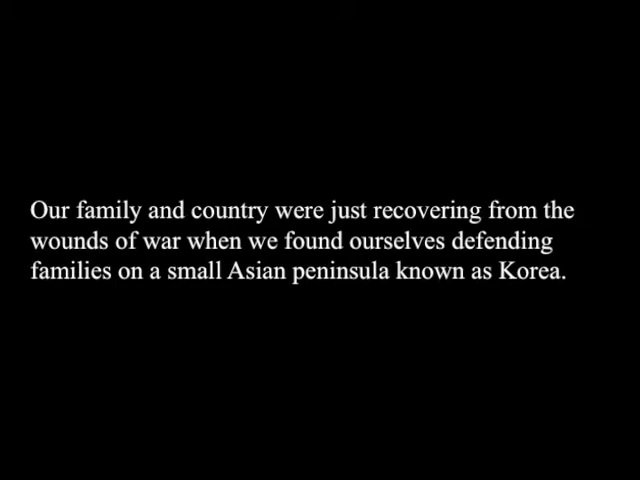 Our family and country were just recovering from the
wounds of war when we found ourselves defending
families on a small Asian peninsula known as Korea.